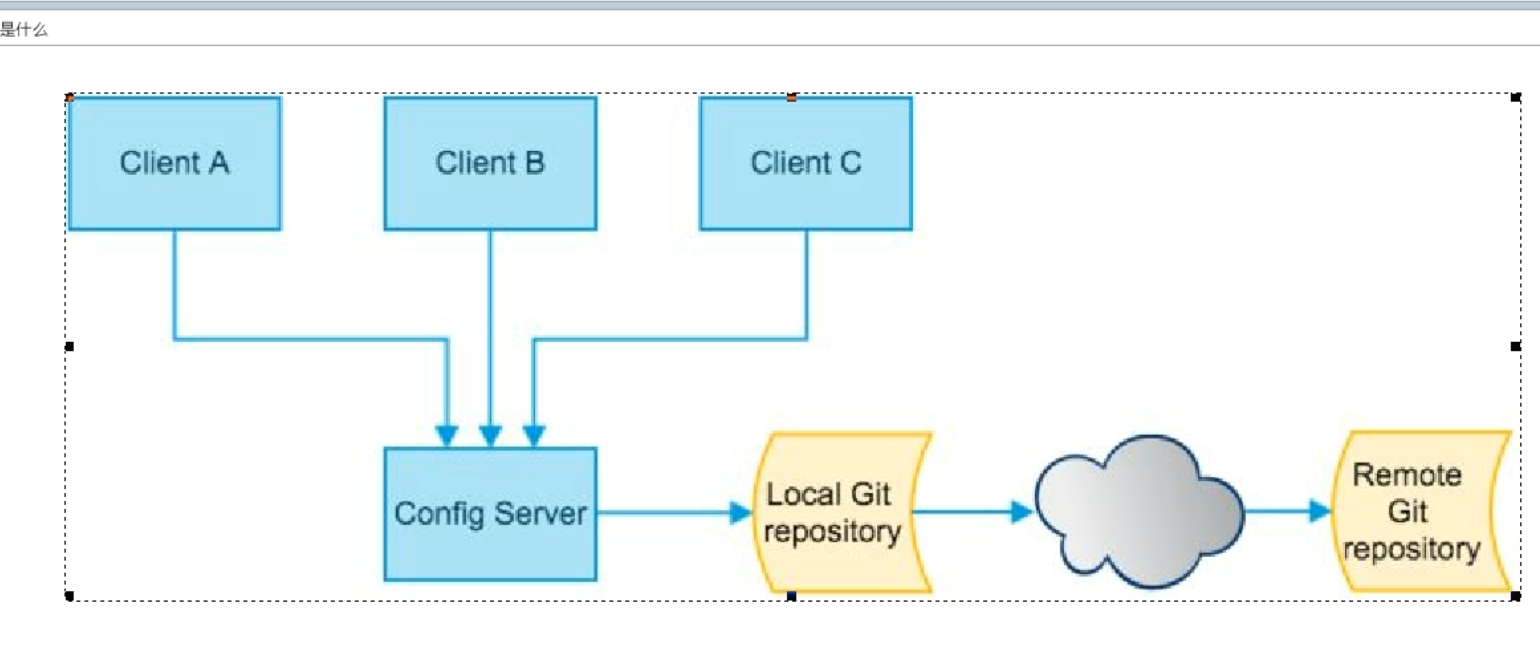 是什么
Client A
Client B
Client C
Config Server
Local Git
repository
Remote
Git
repository